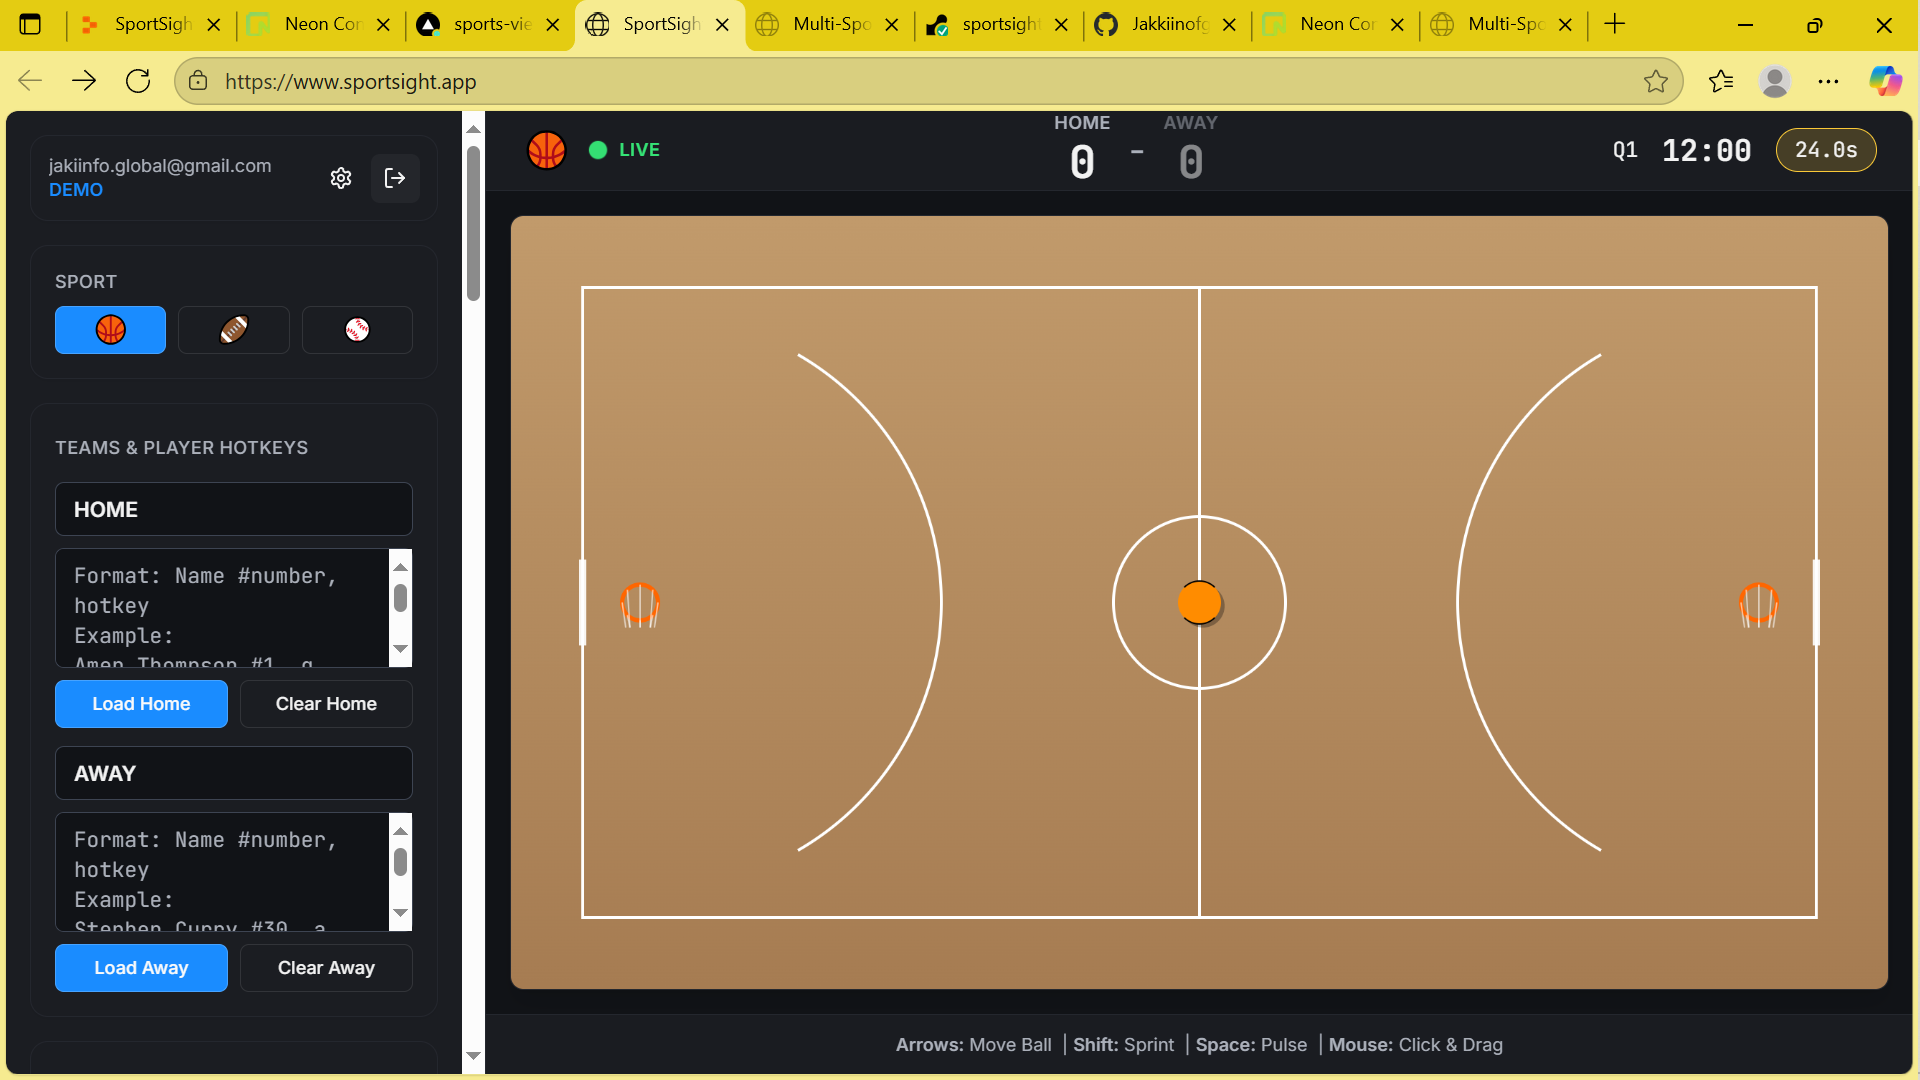 SportSigh
Neon Con
sports-vie
SportSigh
Multi-Spo
sportsight
Jakkiinofg
Neon Con
Multi-Spo
https://www.sportsight.app
jakiinfo.global@gmail.com
DEMO
SPORT
TEAMS & PLAYER HOTKEYS
HOME
Format: Name #number,
hotkey
Example:
Amen Thompson #1, q
Load Home
Clear Home
AWAY
Format: Name #number,
hotkey
Example:
Stephen Curry #30, a
Load Away
Clear Away
LIVE
HOME
AWAY
0 - 0
Q1 12:00 24.0s
Arrows: Move Ball | Shift: Sprint | Space: Pulse | Mouse: Click & Drag